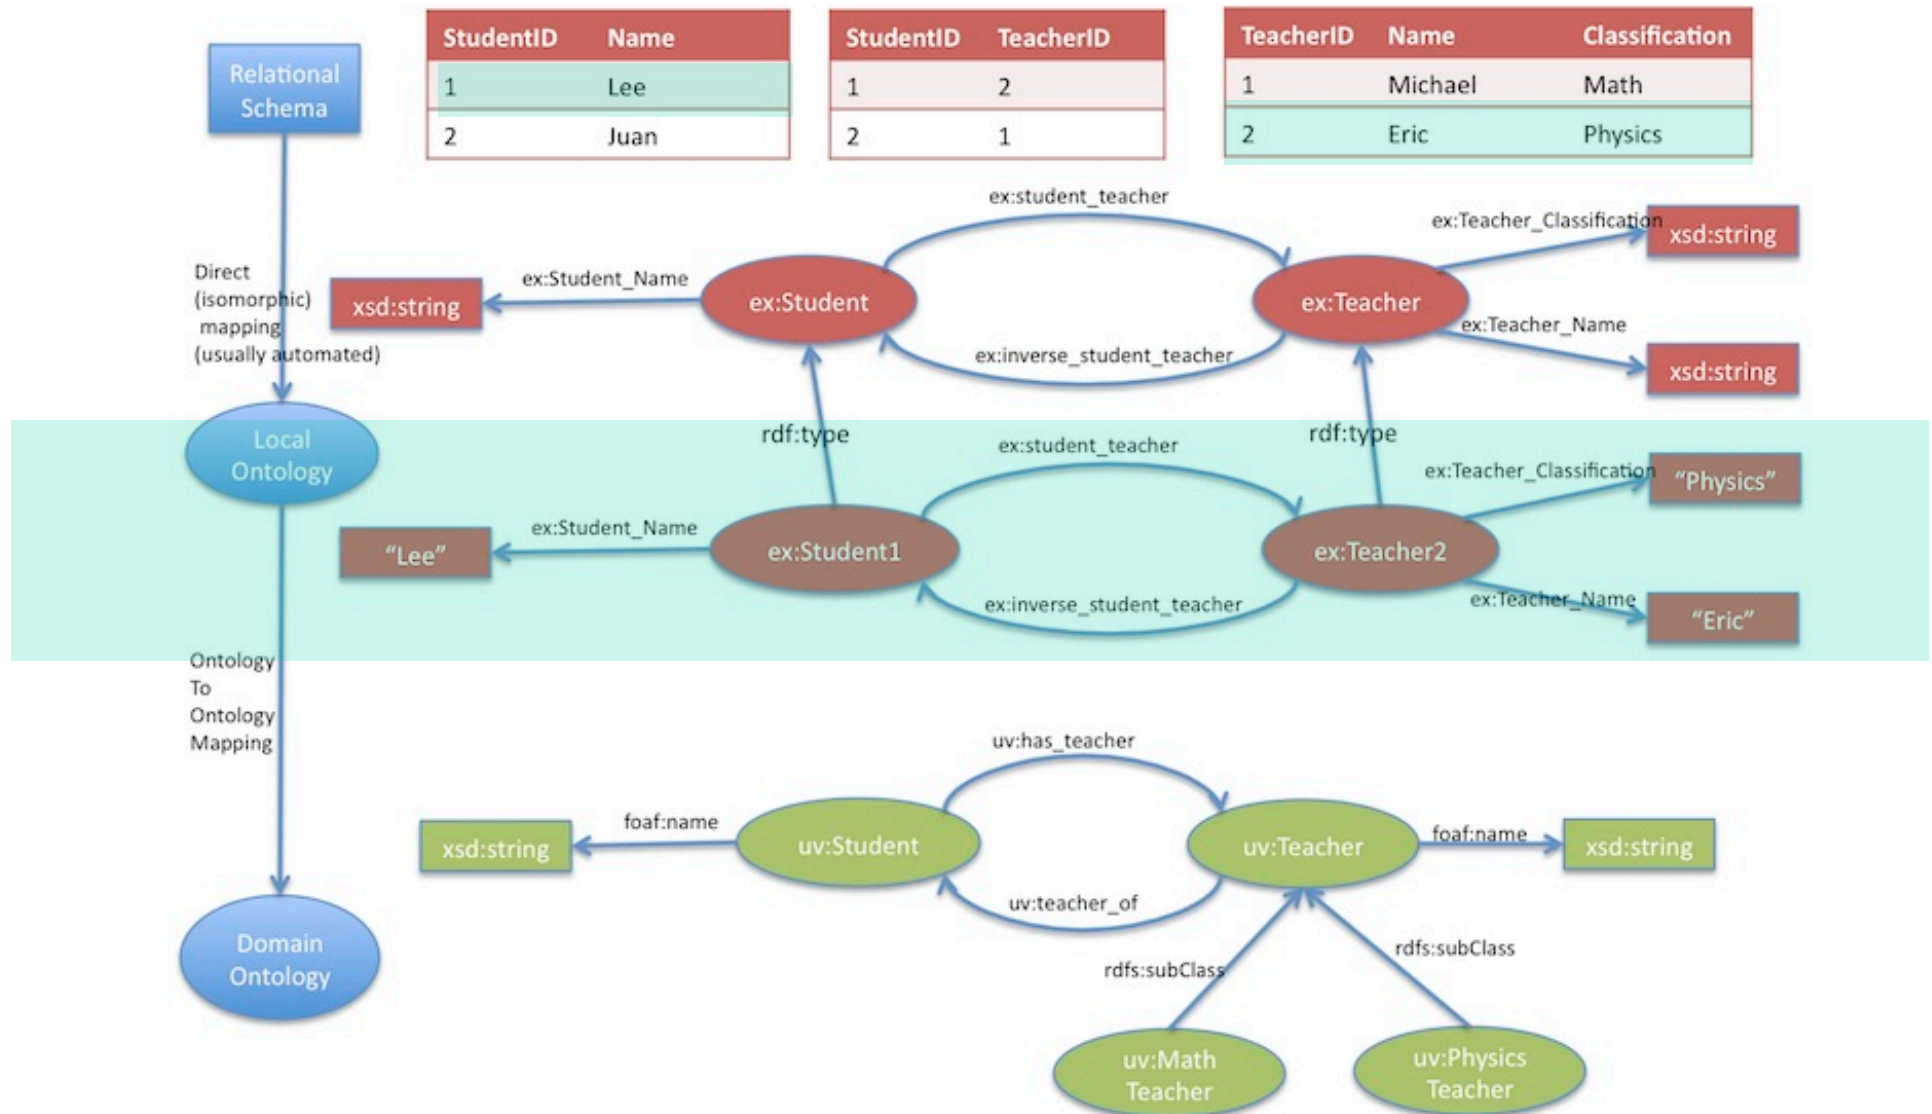 Relational
Schema
StudentID Name
1 Lee
2 Juan
StudentID TeacherID
1 2
2 1
TeacherID Name Classification
1 Michael Math
2 Eric Physics
Direct
(isomorphic)
mapping
(usually automated)
xsd:string
ex:Student_Name
ex:Student
ex:student_teacher
ex:inverse_student_teacher
ex:Teacher
ex:Teacher_Classification
xsd:string
ex:Teacher_Name
xsd:string
Local
Ontology
rdf:type
rdf:type
"Lee"
ex:Student_Name
ex:Student1
ex:student_teacher
ex:inverse_student_teacher
ex:Teacher2
ex:Teacher_Classification
“Physics”
ex:Teacher_Name
“Eric”
Ontology
To
Ontology
Mapping
xsd:string
foaf:name
uv:Student
uv:has_teacher
uv:teacher_of
uv:Teacher
foaf:name
xsd:string
Domain
Ontology
rdfs:subClass
rdfs:subClass
uv:Math
Teacher
uv:Physics
Teacher